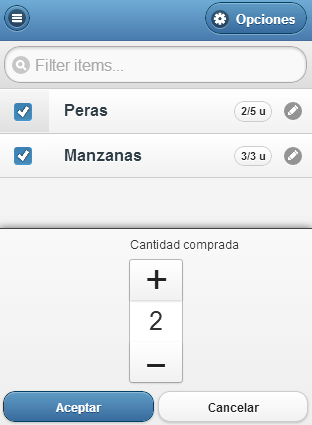 Opciones
Filter items...
Peras 2/5 u
Manzanas 3/3 u
Cantidad comprada
+
2
−
Aceptar Cancelar